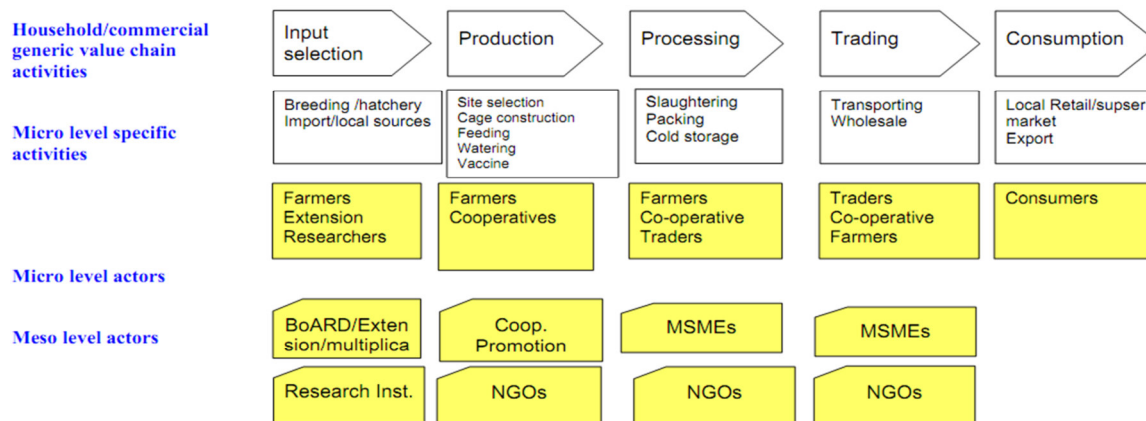 Household/commercial
generic value chain
activities
Input
selection
Production
Processing
Trading
Consumption
Micro level specific
activities
Breeding /hatchery
Import/local sources
Site selection
Cage construction
Feeding
Watering
Vaccine
Slaughtering
Packing
Cold storage
Transporting
Wholesale
Local Retail/supser
market
Export
Farmers
Extension
Researchers
Farmers
Cooperatives
Farmers
Co-operative
Traders
Traders
Co-operative
Farmers
Consumers
Micro level actors
Meso level actors
BoARD/Exten
sion/multiplica
Coop.
Promotion
MSMEs
MSMEs
Research Inst.
NGOs
NGOs
NGOs